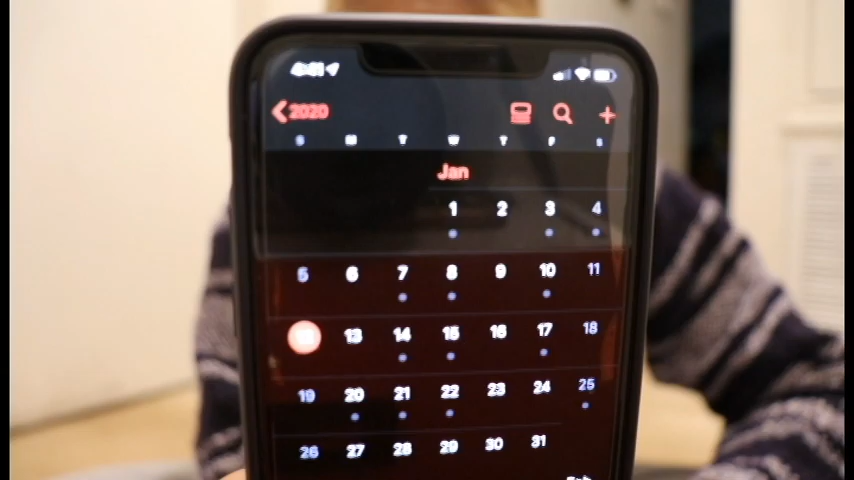 2020
S M T W T F S
Jan
1 2 3 4
5 6 7 8 9 10 11
12 13 14 15 16 17 18
19 20 21 22 23 24 25
26 27 28 29 30 31